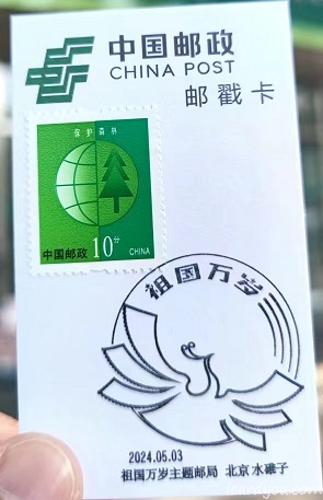 中国邮政
CHINA POST
邮戳卡
保护森林
中国邮政 10分 CHINA
祖国万岁
2024.05.03
祖国万岁主题邮局 北京 水碓子